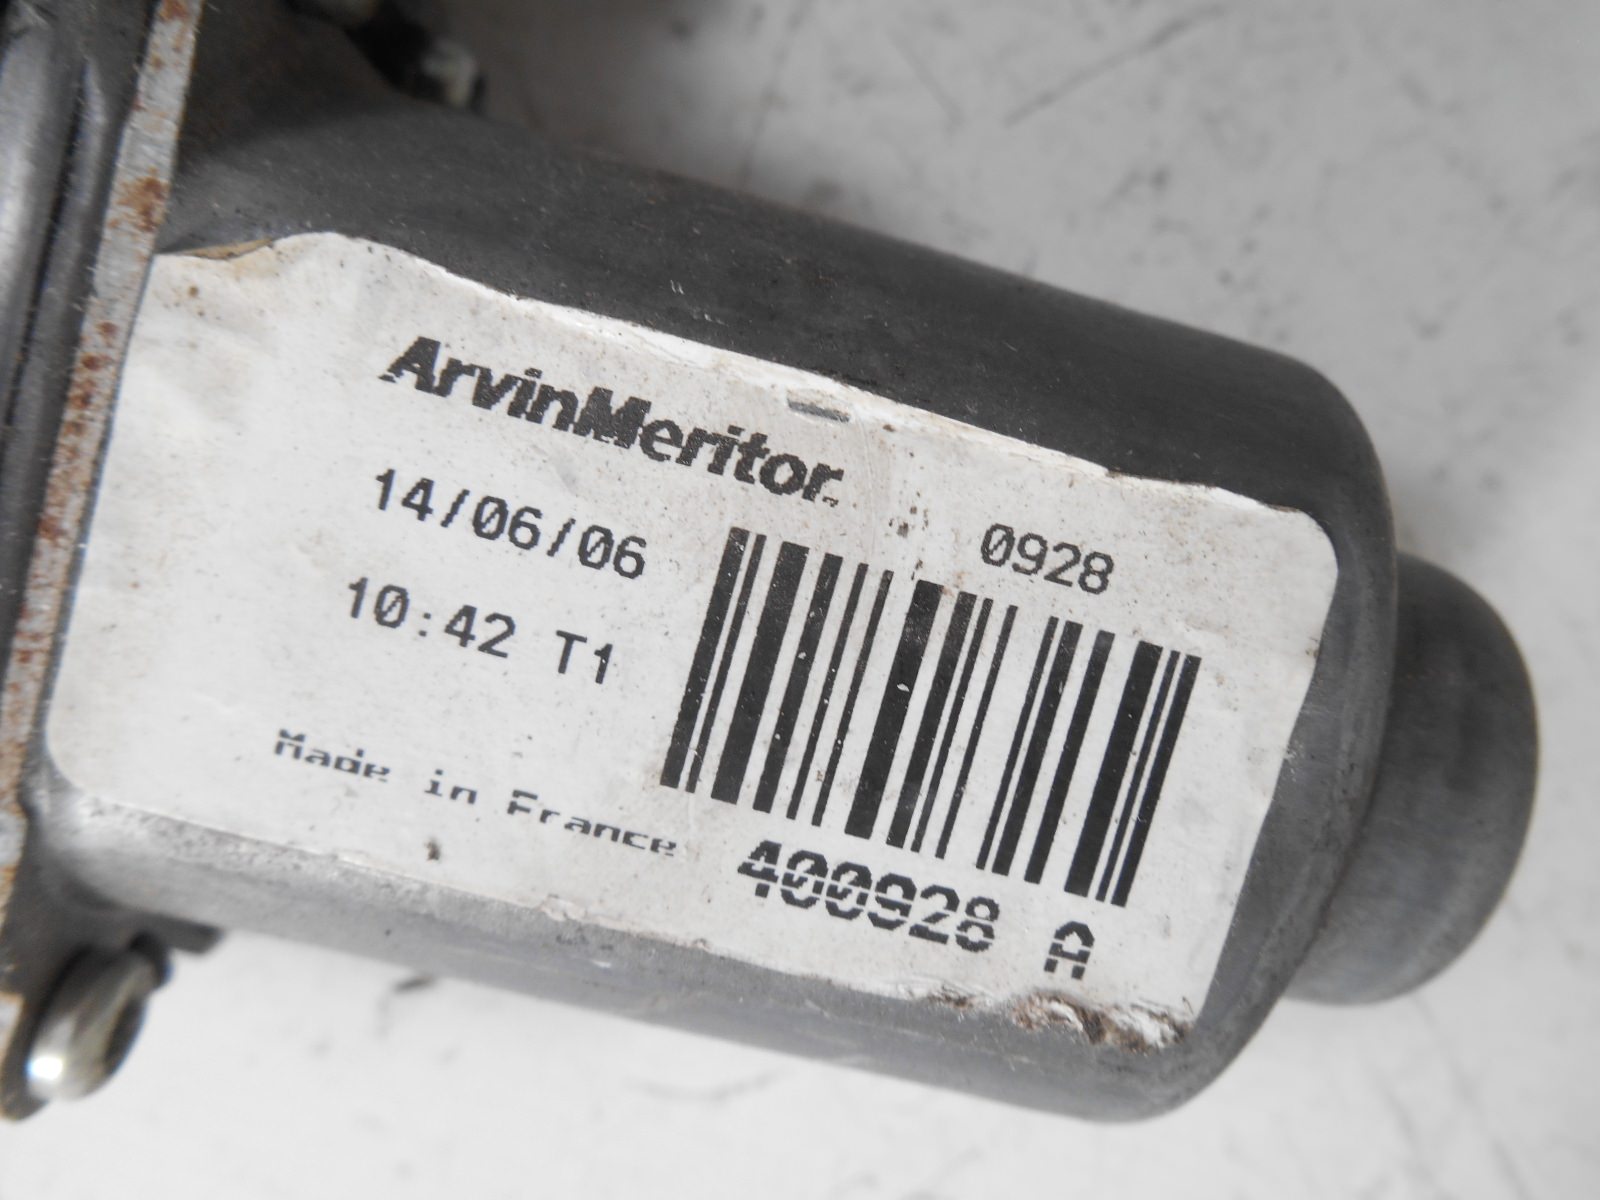 ArvinMeritor
14/06/06
0928
10:42 T1
Made in France
400928 A